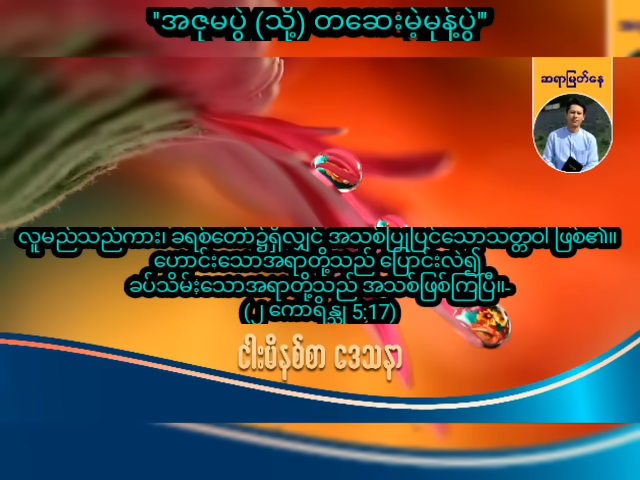 "အဇုမပွဲ (သို့) တဆေးမဲ့မုန့်ပွဲ"
ဆရာမြတ်နေ
လူမည်သည်ကား၊ ခရစ်တော်၌ရှိလျှင် အသစ်ပြုပြင်သောသတ္တဝါ ဖြစ်၏။
ဟောင်းသောအရာတို့သည် ပြောင်းလဲ၍
ခပ်သိမ်းသောအရာတို့သည် အသစ်ဖြစ်ကြပြီ။-
(၂ ကောရိန္သု 5:17)
ငါးမိနစ်စာ ဒေသနာ